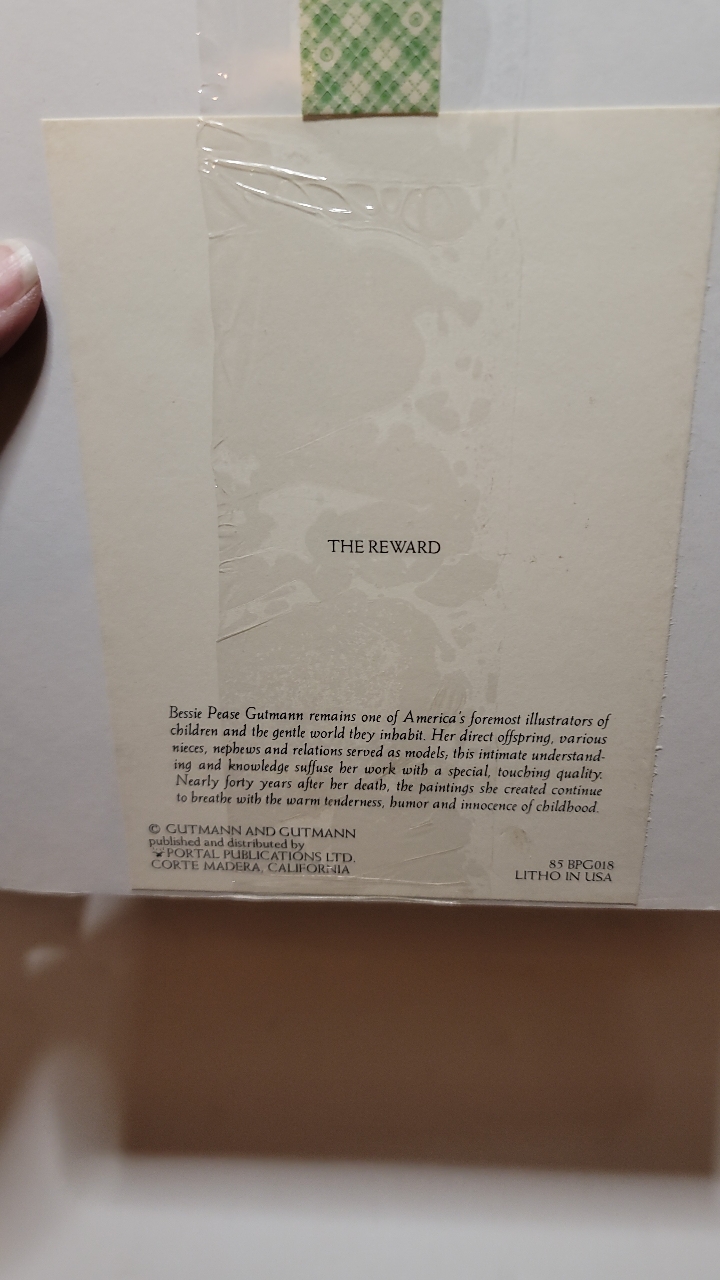 THE REWARD
Bessie Pease Gutmann remains one of America's foremost illustrators of
children and the gentle world they inhabit. Her direct offspring, various
nieces, nephews and relations served as models; this intimate understand-
ing and knowledge suffuse her work with a special, touching quality.
Nearly forty years after her death, the paintings she created continue
to breathe with the warm tenderness, humor and innocence of childhood.
© GUTMANN AND GUTMANN
published and distributed by
PORTAL PUBLICATIONS LTD.
CORTE MADERA, CALIFORNIA
85 BPG018
LITHO IN USA